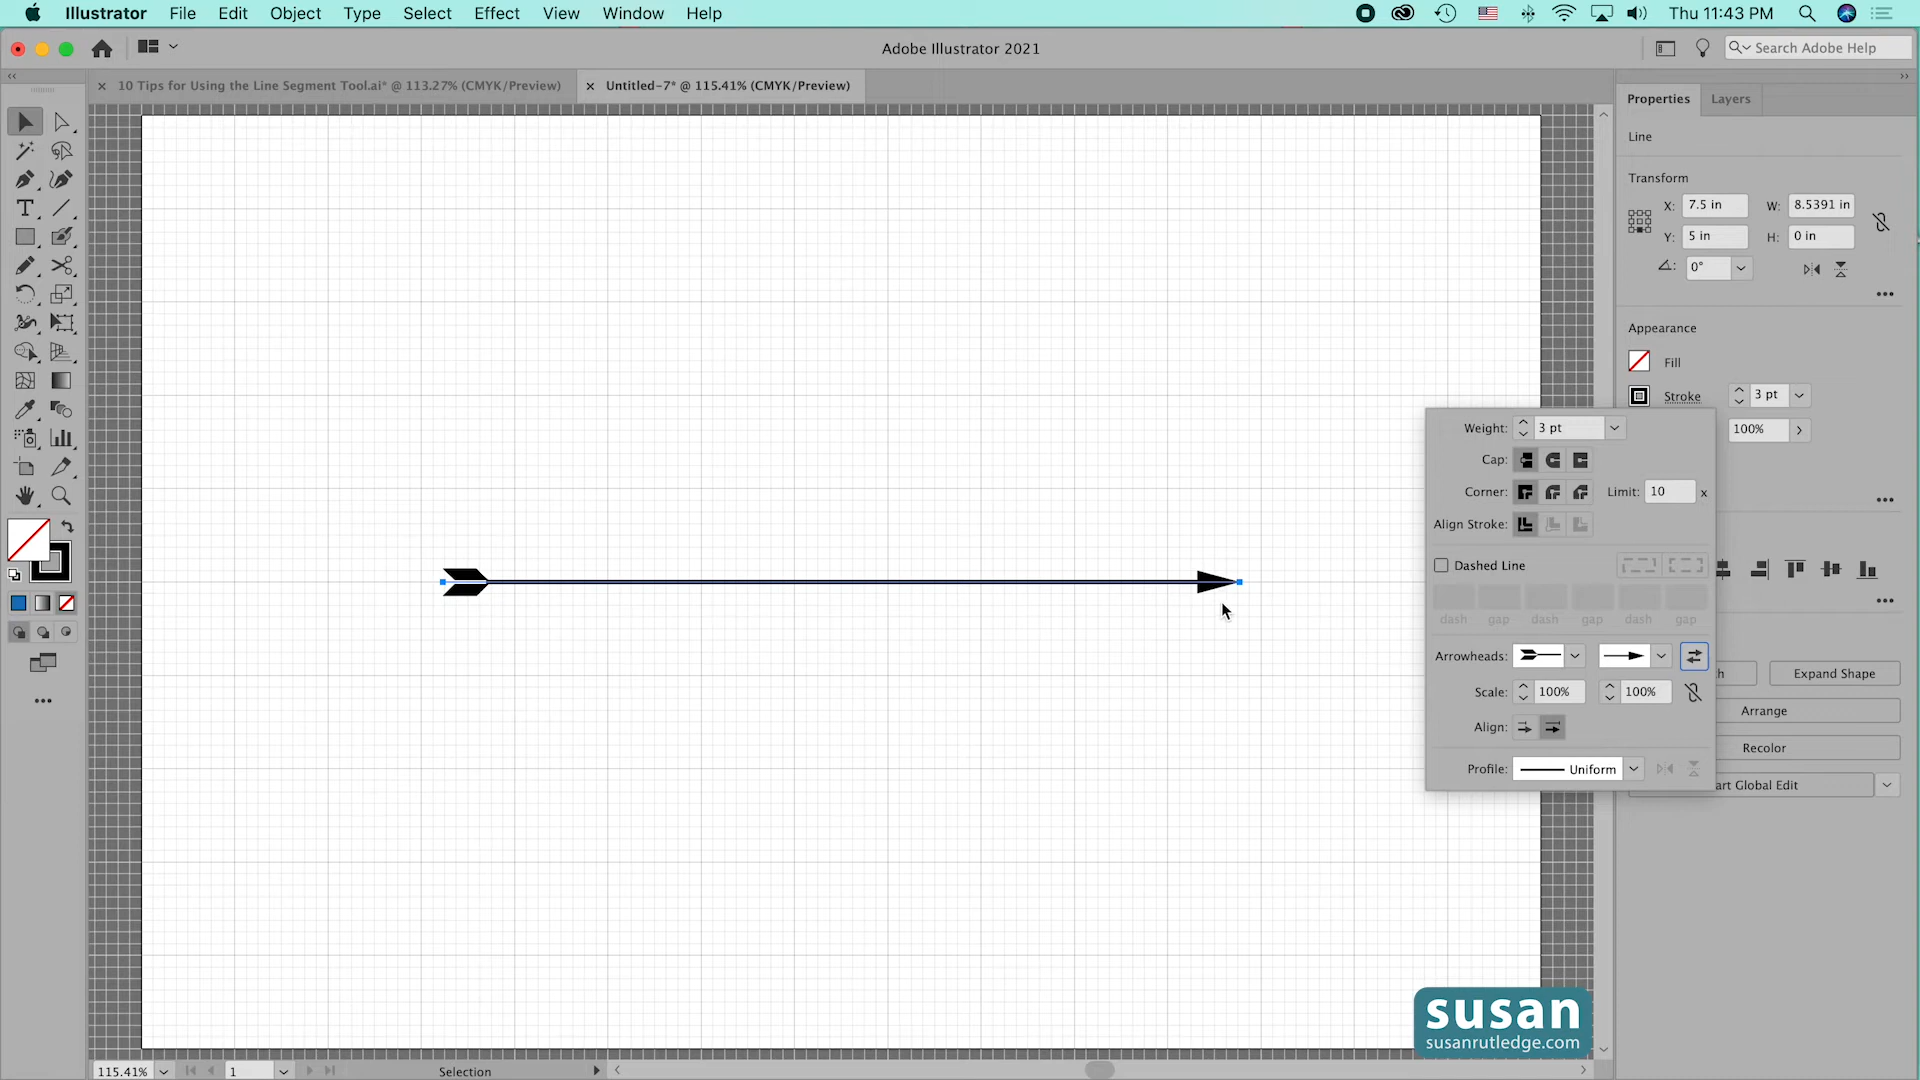 Illustrator File Edit Object Type Select Effect View Window Help
Thu 11:43 PM
Adobe Illustrator 2021
Search Adobe Help
10 Tips for Using the Line Segment Tool.ai* @ 113.27% (CMYK/Preview)
Untitled-7* @ 115.41% (CMYK/Preview)
Properties Layers
Line
Transform
X: 7.5 in W: 8.5391 in
Y: 5 in H: 0 in
0°
Appearance
Fill
Stroke 3 pt
100%
Weight: 3 pt
Cap:
Corner: Limit: 10 x
Align Stroke:
Dashed Line
dash gap dash gap dash gap
Arrowheads:
Scale: 100% 100%
Align:
Profile: Uniform
Expand Shape
Arrange
Recolor
art Global Edit
susan
susanrutledge.com
115.41% 1 Selection